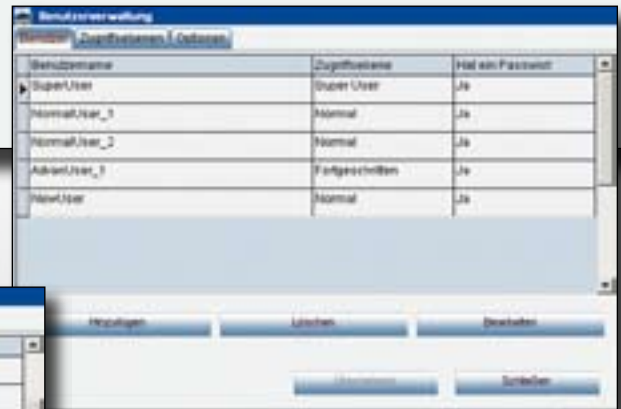 Benutzerverwaltung
Benutzer Zugriffsebenen Optionen
Benutzername Zugriffsebene Hat ein Passwort
SuperUser Super User Ja
NormalUser_1 Normal Ja
NormalUser_2 Normal Ja
AdvanUser_1 Fortgeschritten Ja
NewUser Normal Ja
Hinzufügen Löschen Bearbeiten
Übernehmen Schließen